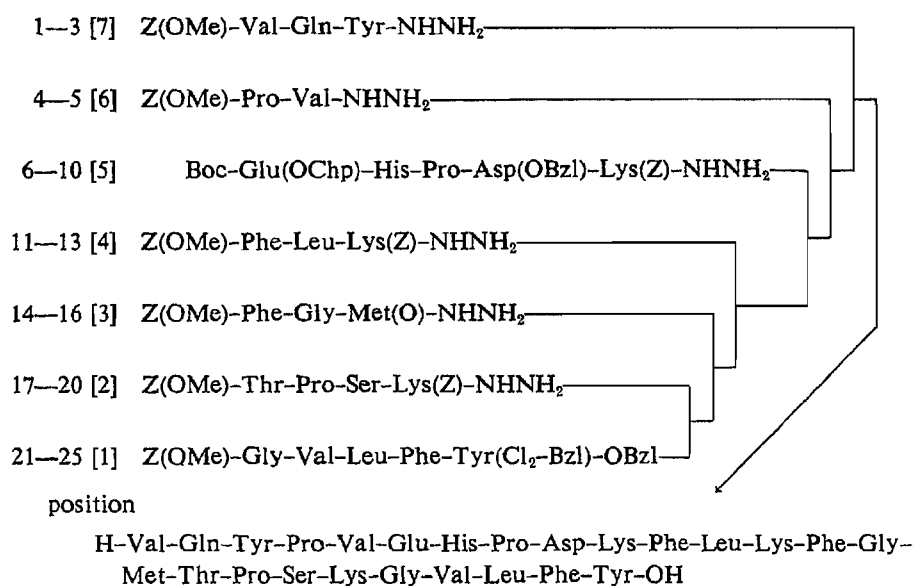 1—3 [7] Z(OMe)–Val–Gln–Tyr–NHNH₂
4—5 [6] Z(OMe)–Pro–Val–NHNH₂
6—10 [5] Boc–Glu(OChp)–His–Pro–Asp(OBzl)–Lys(Z)–NHNH₂
11—13 [4] Z(OMe)–Phe–Leu–Lys(Z)–NHNH₂
14—16 [3] Z(OMe)–Phe–Gly–Met(O)–NHNH₂
17—20 [2] Z(OMe)–Thr–Pro–Ser–Lys(Z)–NHNH₂
21—25 [1] Z(OMe)–Gly–Val–Leu–Phe–Tyr(Cl₂–Bzl)–OBzl
position
H–Val–Gln–Tyr–Pro–Val–Glu–His–Pro–Asp–Lys–Phe–Leu–Lys–Phe–Gly–
Met–Thr–Pro–Ser–Lys–Gly–Val–Leu–Phe–Tyr–OH